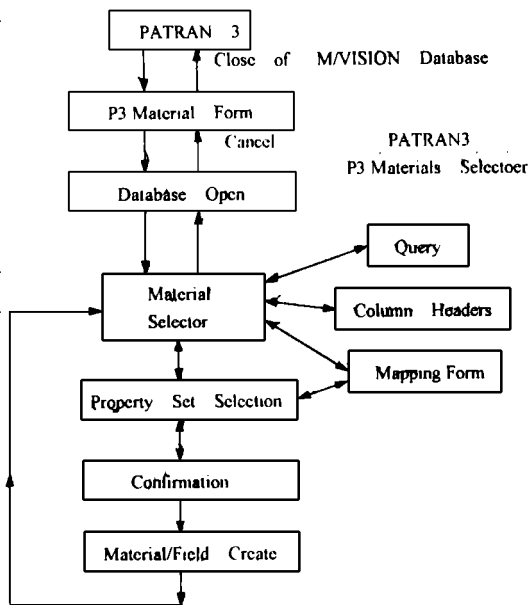 PATRAN 3
Close of M/VISION Database
P3 Material Form
Cancel
PATRAN3
P3 Materials Selectoer
Database Open
Query
Material
Selector
Column Headers
Mapping Form
Property Set Selection
Confirmation
Material/Field Create